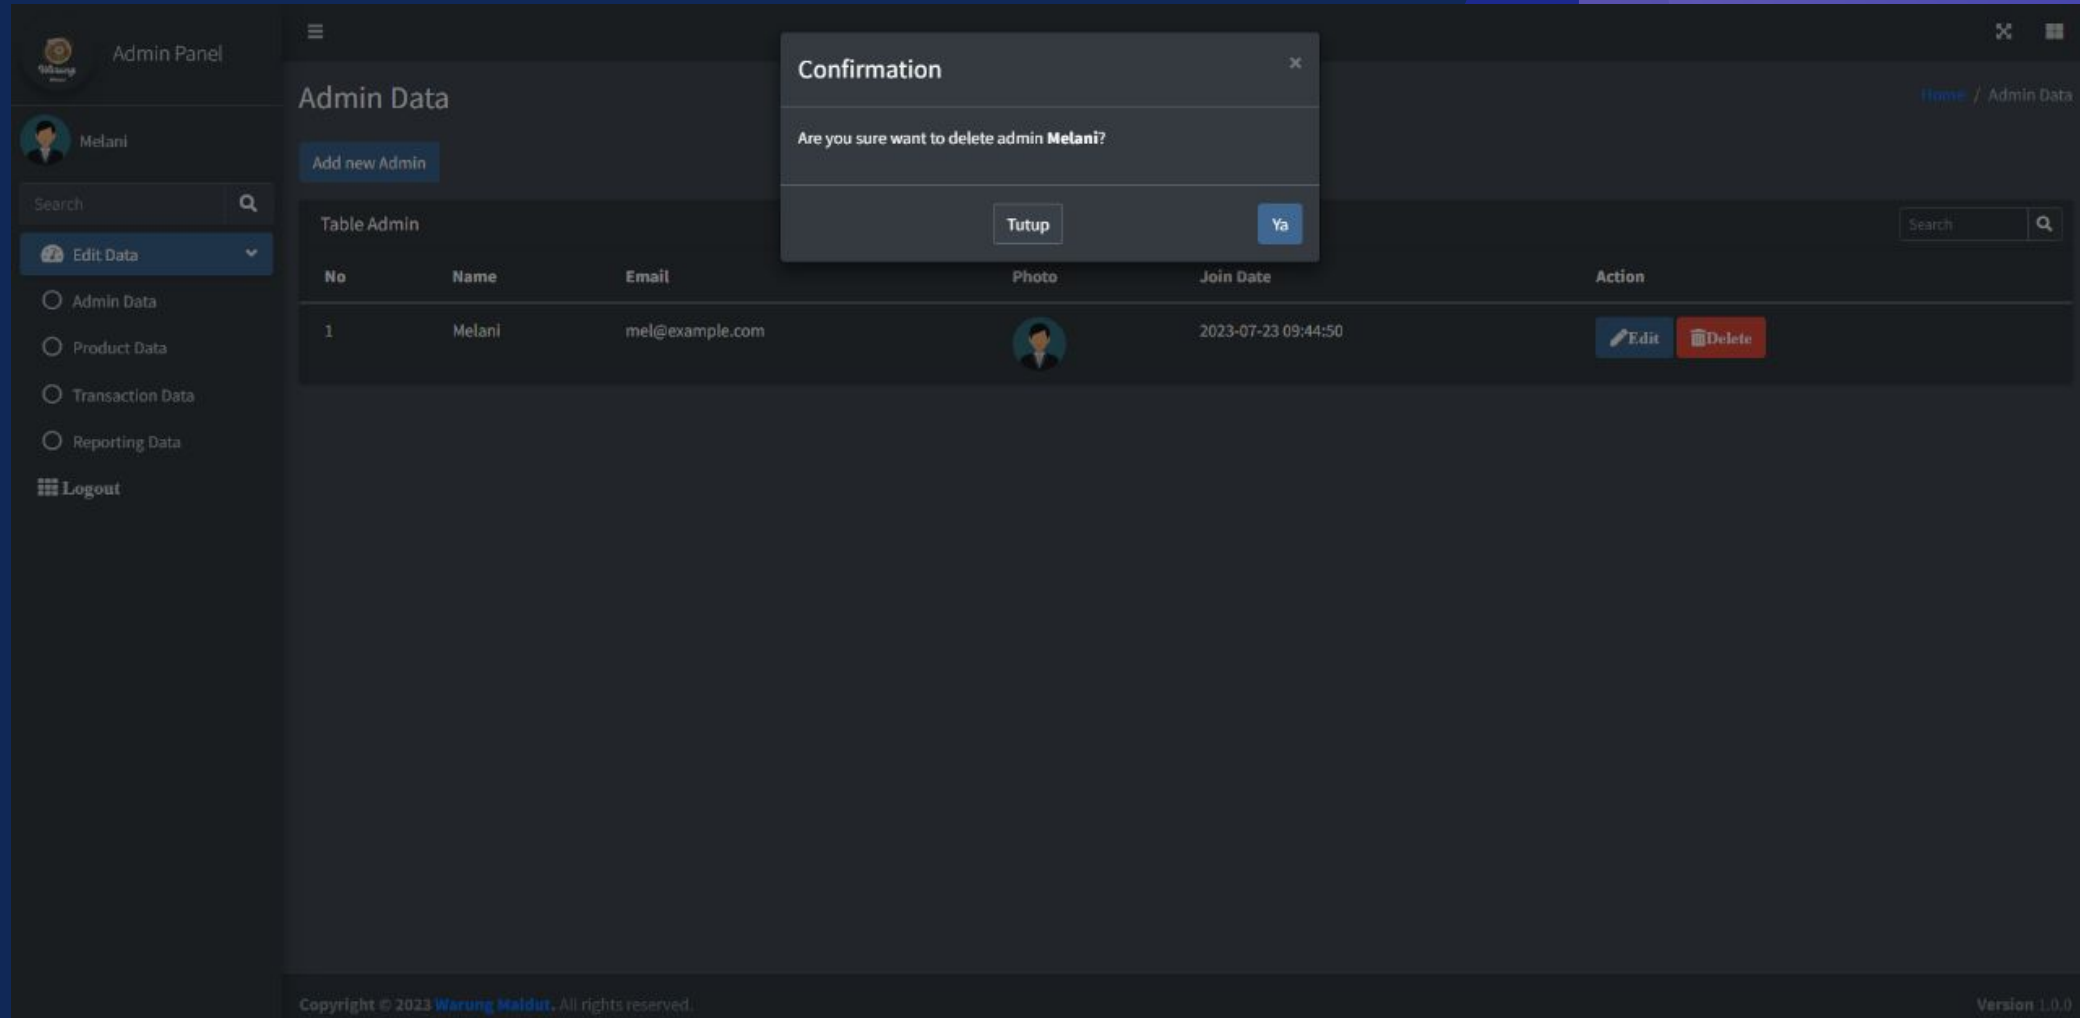 Warung
Admin Panel
Melani
Search
Edit Data
Admin Data
Product Data
Transaction Data
Reporting Data
Logout
Admin Data
Home / Admin Data
Add new Admin
Confirmation
×
Are you sure want to delete admin Melani?
Tutup
Ya
Table Admin
Search
No Name Email Photo Join Date Action
1 Melani mel@example.com 2023-07-23 09:44:50 Edit Delete
Copyright © 2023 Warung Maldut. All rights reserved.
Version 1.0.0